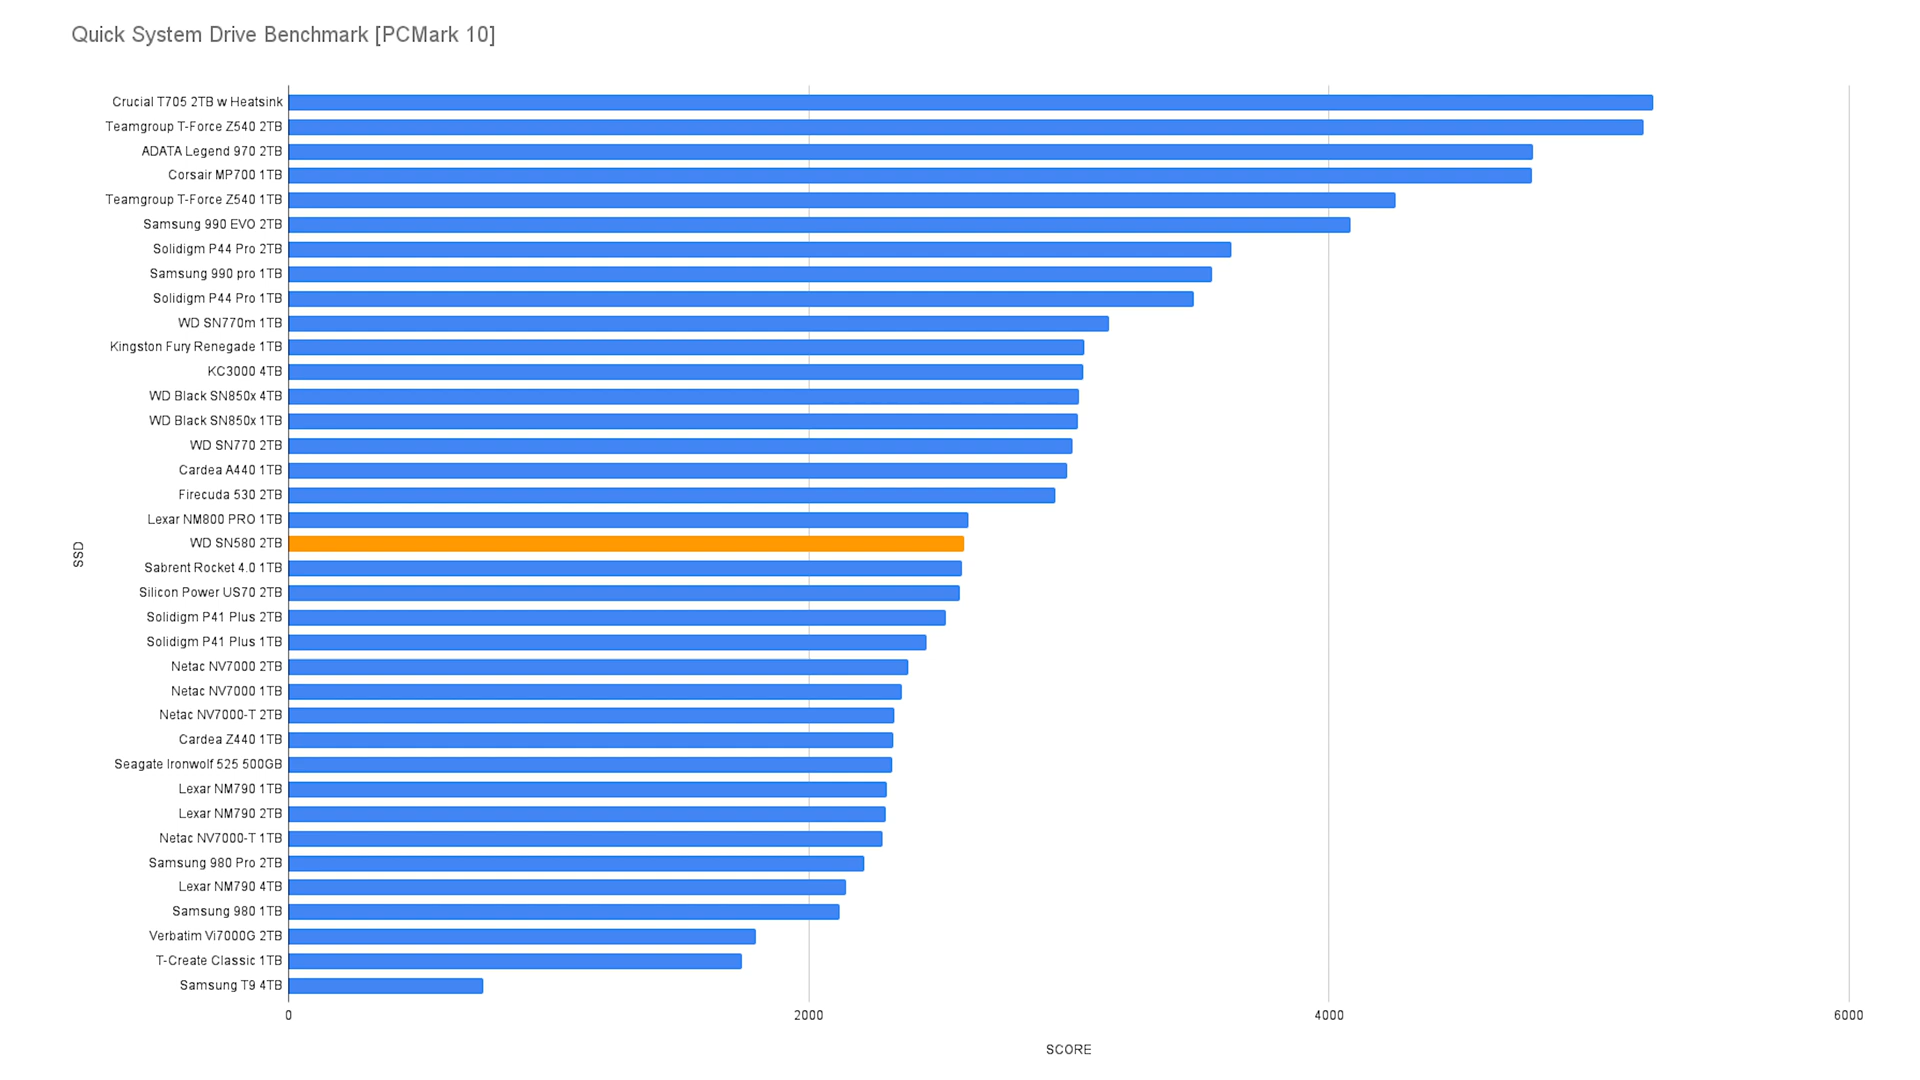 Quick System Drive Benchmark [PCMark 10]
Crucial T705 2TB w Heatsink
Teamgroup T-Force Z540 2TB
ADATA Legend 970 2TB
Corsair MP700 1TB
Teamgroup T-Force Z540 1TB
Samsung 990 EVO 2TB
Solidigm P44 Pro 2TB
Samsung 990 pro 1TB
Solidigm P44 Pro 1TB
WD SN770m 1TB
Kingston Fury Renegade 1TB
KC3000 4TB
WD Black SN850x 4TB
WD Black SN850x 1TB
WD SN770 2TB
Cardea A440 1TB
Firecuda 530 2TB
Lexar NM800 PRO 1TB
WD SN580 2TB
Sabrent Rocket 4.0 1TB
Silicon Power US70 2TB
Solidigm P41 Plus 2TB
Solidigm P41 Plus 1TB
Netac NV7000 2TB
Netac NV7000 1TB
Netac NV7000-T 2TB
Cardea Z440 1TB
Seagate Ironwolf 525 500GB
Lexar NM790 1TB
Lexar NM790 2TB
Netac NV7000-T 1TB
Samsung 980 Pro 2TB
Lexar NM790 4TB
Samsung 980 1TB
Verbatim Vi7000G 2TB
T-Create Classic 1TB
Samsung T9 4TB
SSD
0 2000 4000 6000
SCORE